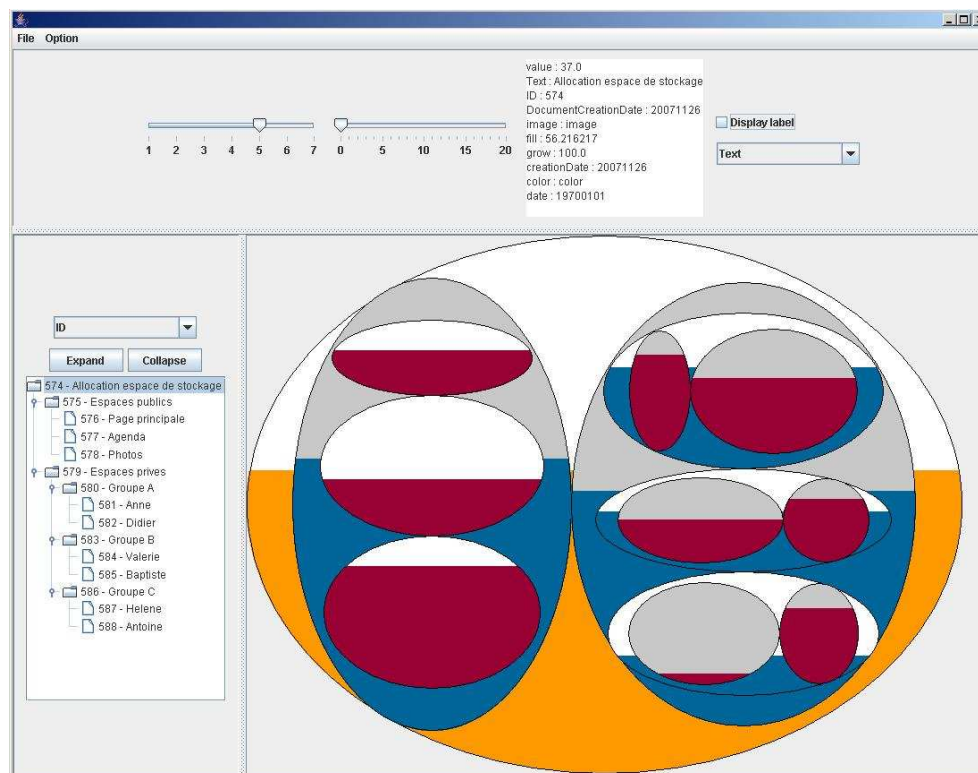 File Option
value : 37.0
Text : Allocation espace de stockage
ID : 574
DocumentCreationDate : 20071126
image : image
fill : 56.216217
grow : 100.0
creationDate : 20071126
color : color
date : 19700101
1 2 3 4 5 6 7
0 5 10 15 20
Display label
Text
ID
Expand Collapse
574 - Allocation espace de stockage
575 - Espaces publics
576 - Page principale
577 - Agenda
578 - Photos
579 - Espaces prives
580 - Groupe A
581 - Anne
582 - Didier
583 - Groupe B
584 - Valerie
585 - Baptiste
586 - Groupe C
587 - Helene
588 - Antoine